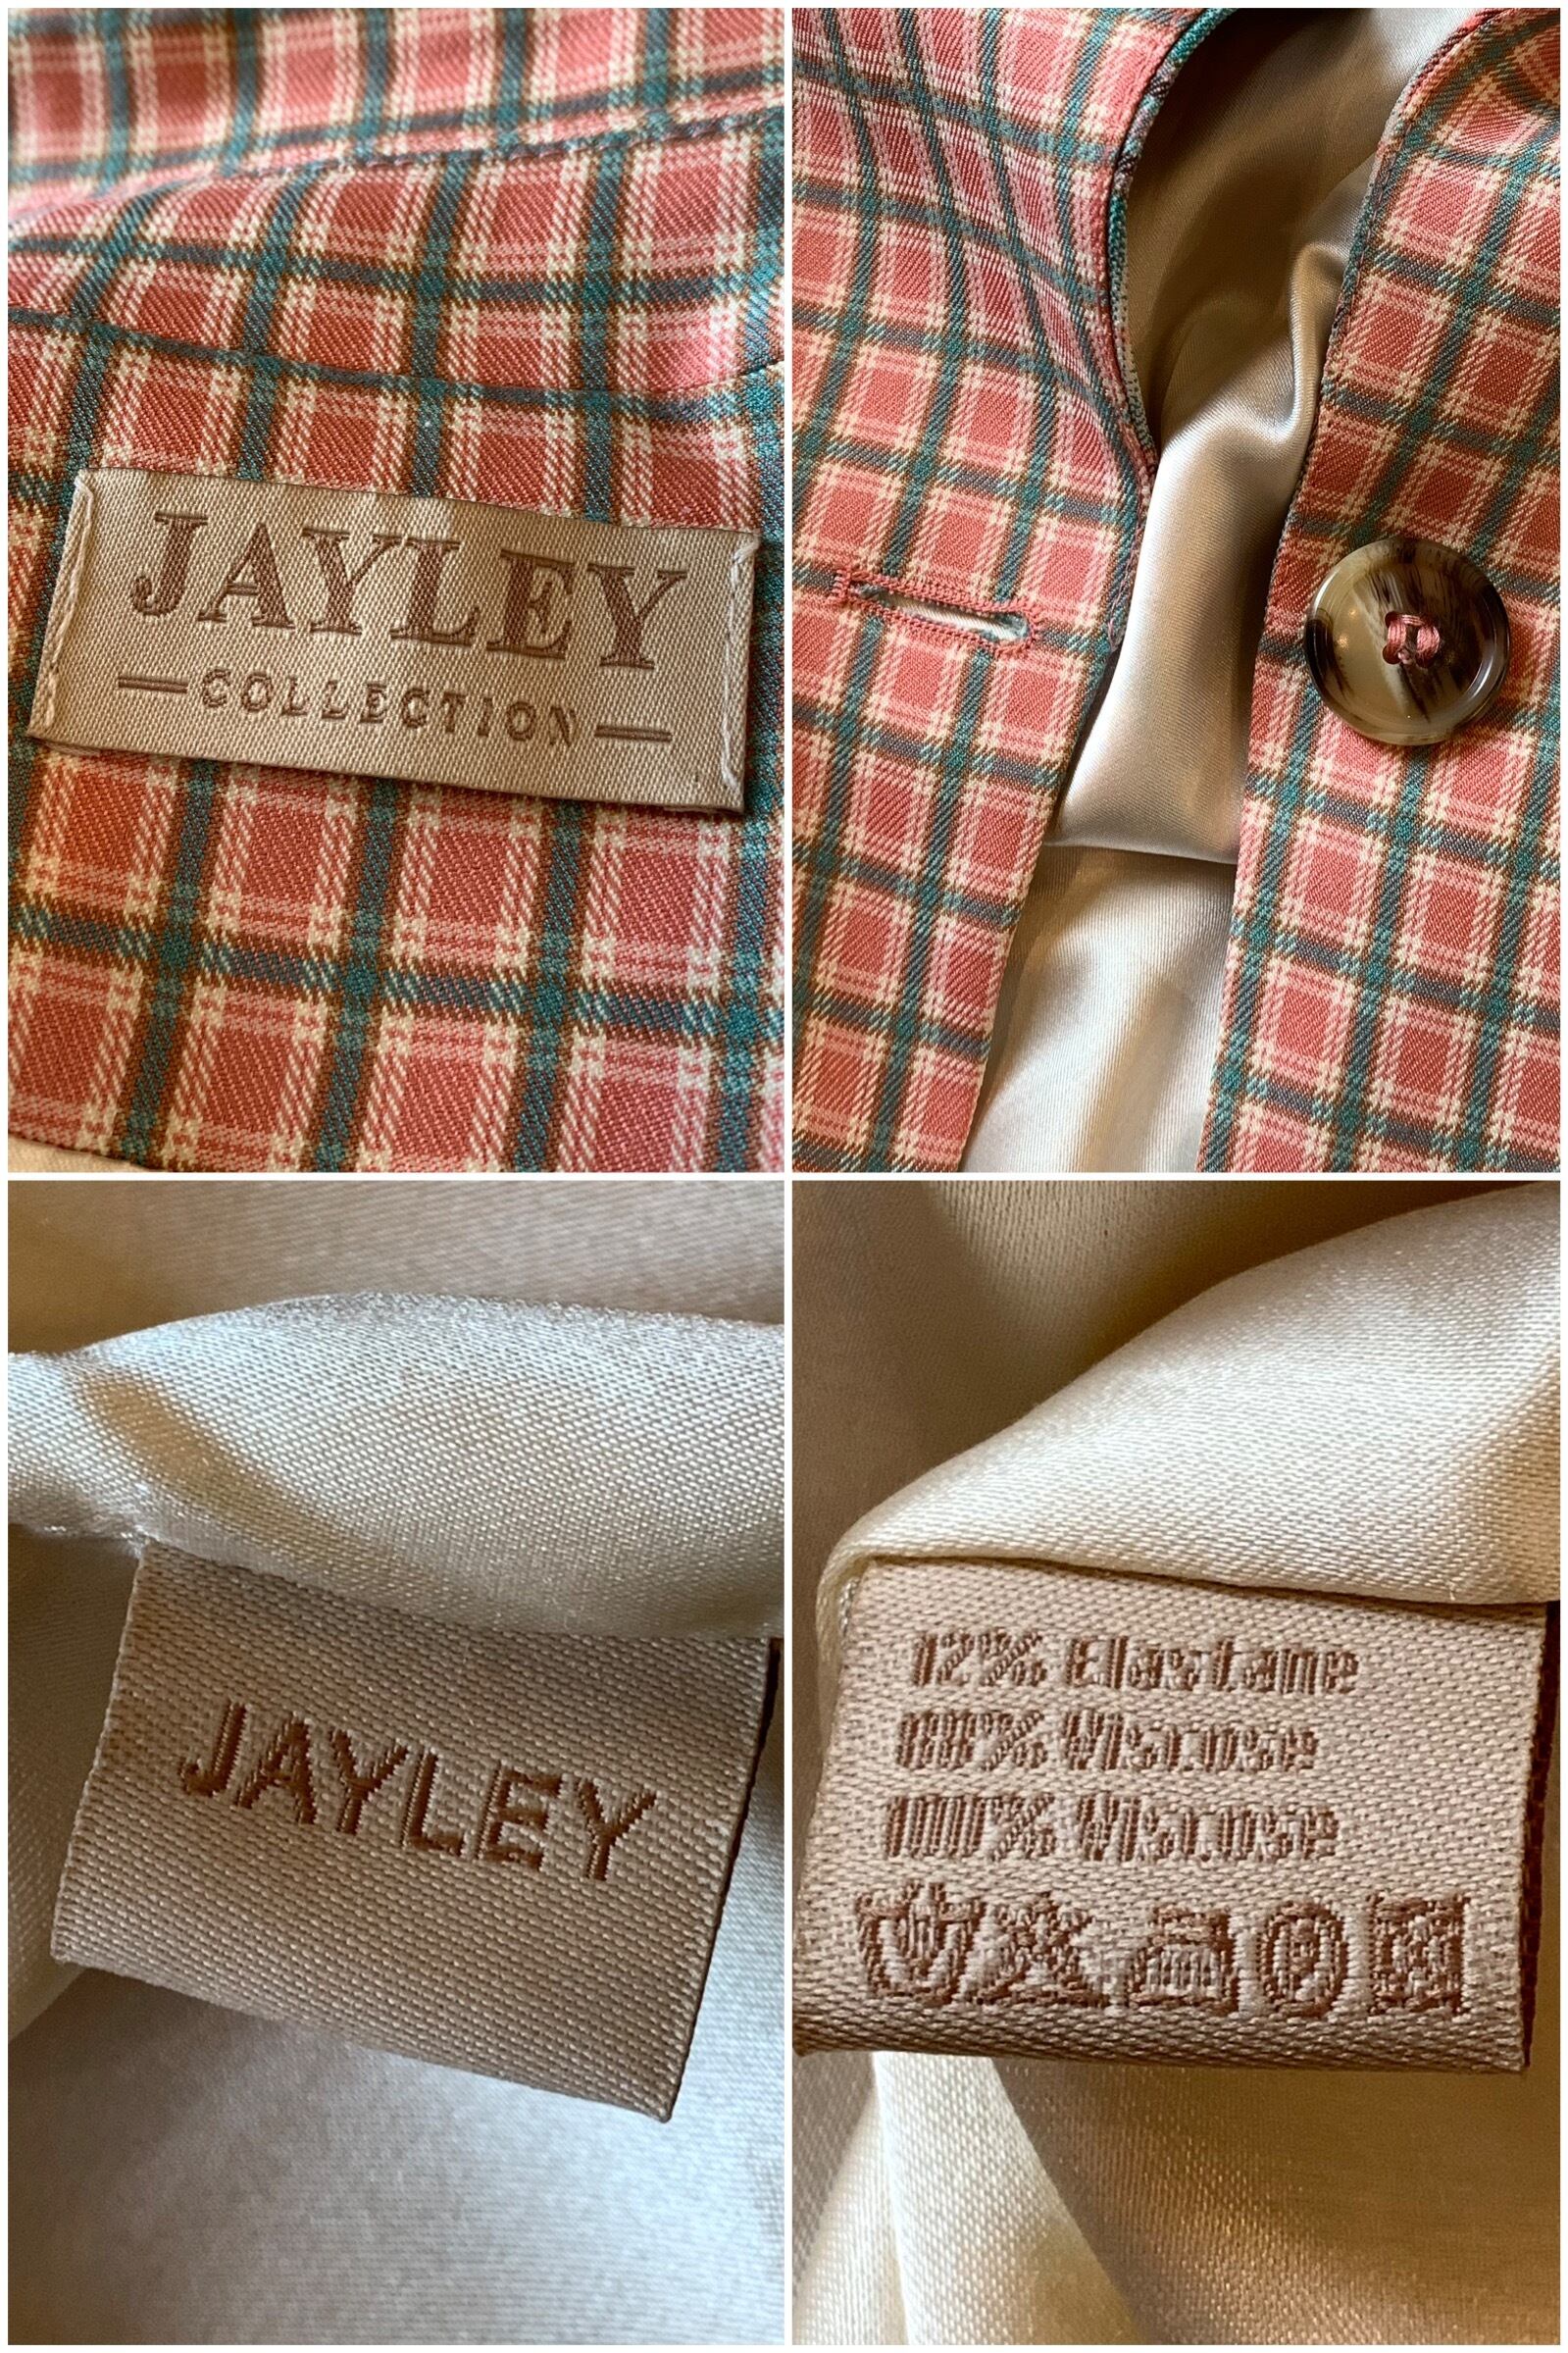 JAYLEY
COLLECTION
JAYLEY
12% Elastane
88% Viscose
100% Viscose